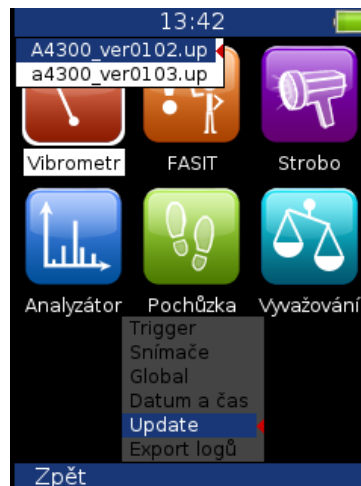 13:42
A4300_ver0102.up
a4300_ver0103.up
Vibrometr
FASIT
Strobo
Analyzátor
Pochůzka
Vyvažování
Trigger
Snímače
Global
Datum a čas
Update
Export logů
Zpět